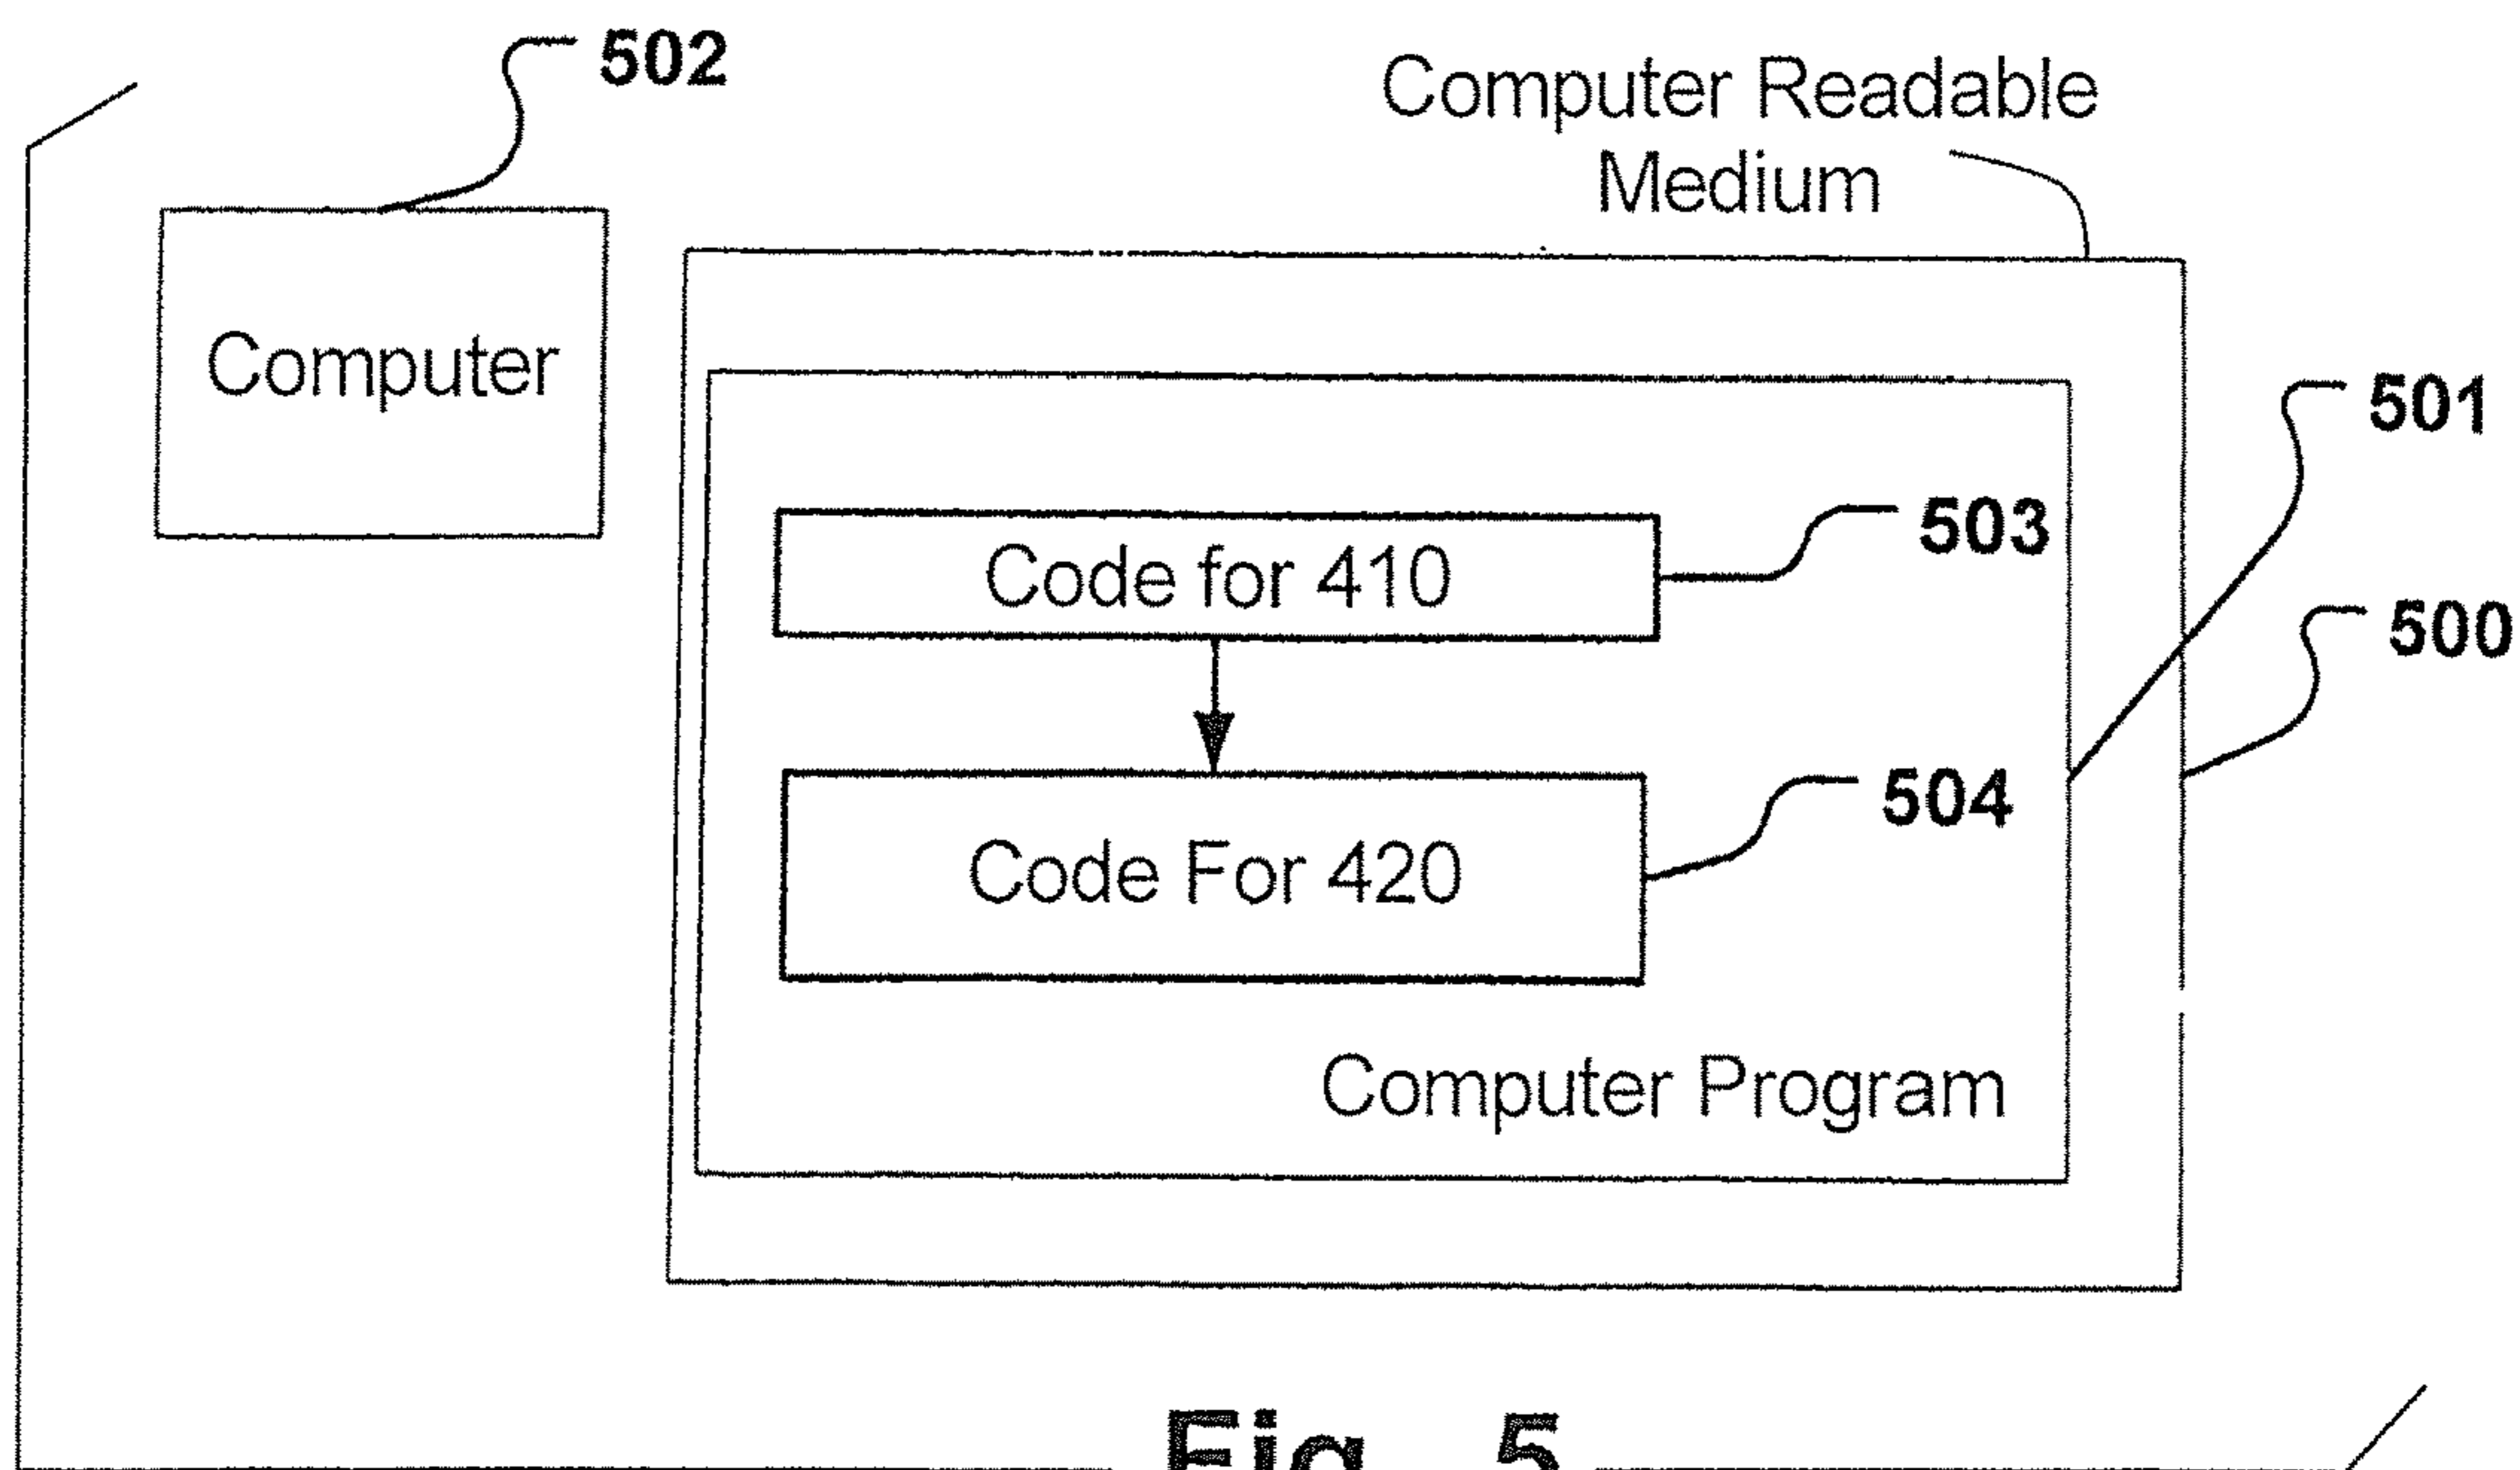 502
Computer Readable
Medium
Computer
501
503
Code for 410
500
504
Code For 420
Computer Program
Fig. 5